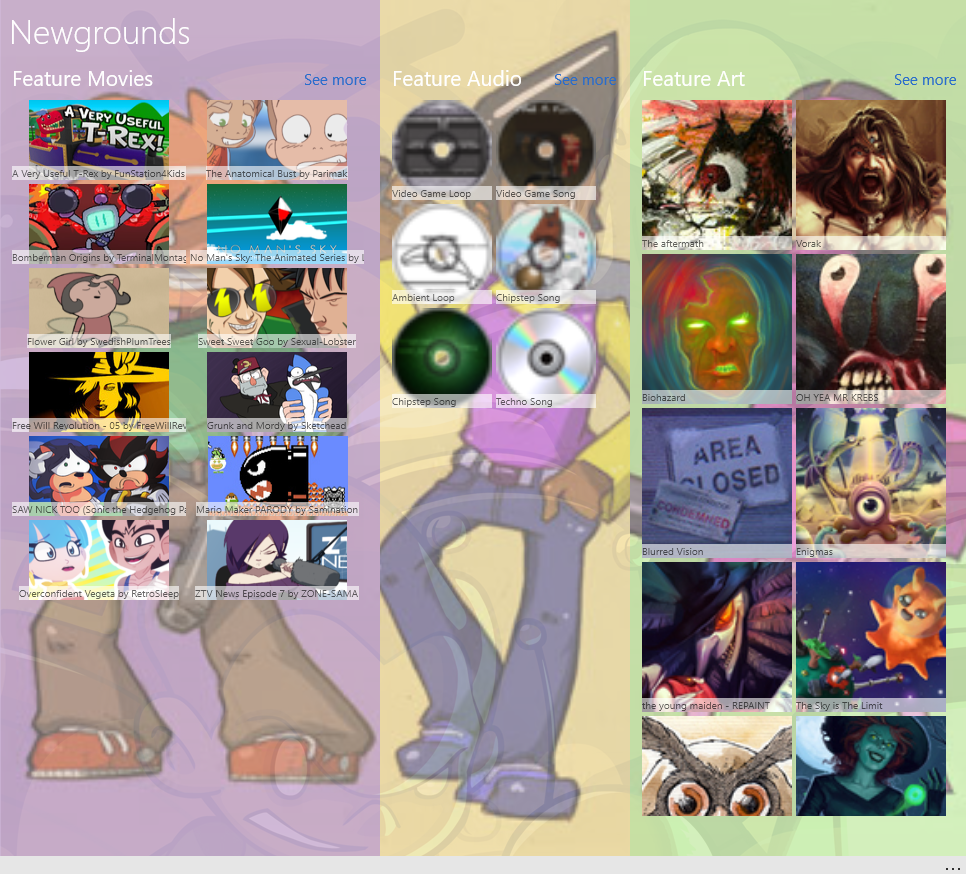 Newgrounds
Feature Movies
See more
A VERY USEFUL
T-REX!
A Very Useful T-Rex by FunStation4Kids
The Anatomical Bust by Parimak
Bomberman Origins by TerminalMontag
NO MAN'S SKY
No Man's Sky: The Animated Series by L
Flower Girl by SwedishPlumTrees
Sweet Sweet Goo by Sexual-Lobster
Free Will Revolution - 05 by FreeWillRev
Grunk and Mordy by Sketchead
SAW NICK TOO (Sonic the Hedgehog Pa
Mario Maker PARODY by Samination
Overconfident Vegeta by RetroSleep
ZTV News Episode 7 by ZONE-SAMA
Feature Audio
See more
Video Game Loop
Video Game Song
Ambient Loop
Chipstep Song
Chipstep Song
Techno Song
Feature Art
See more
The aftermath
Vorak
Biohazard
OH YEA MR KREBS
AREA
CLOSED
CONDEMNED
Blurred Vision
Enigmas
the young maiden - REPAINT
The Sky is The Limit
...